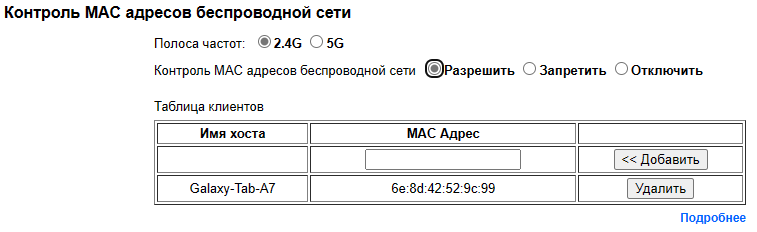 Контроль MAC адресов беспроводной сети
Полоса частот: 2.4G 5G
Контроль MAC адресов беспроводной сети Разрешить Запретить Отключить
Таблица клиентов
Имя хоста MAC Адрес
<< Добавить
Galaxy-Tab-A7 6e:8d:42:52:9c:99 Удалить
Подробнее